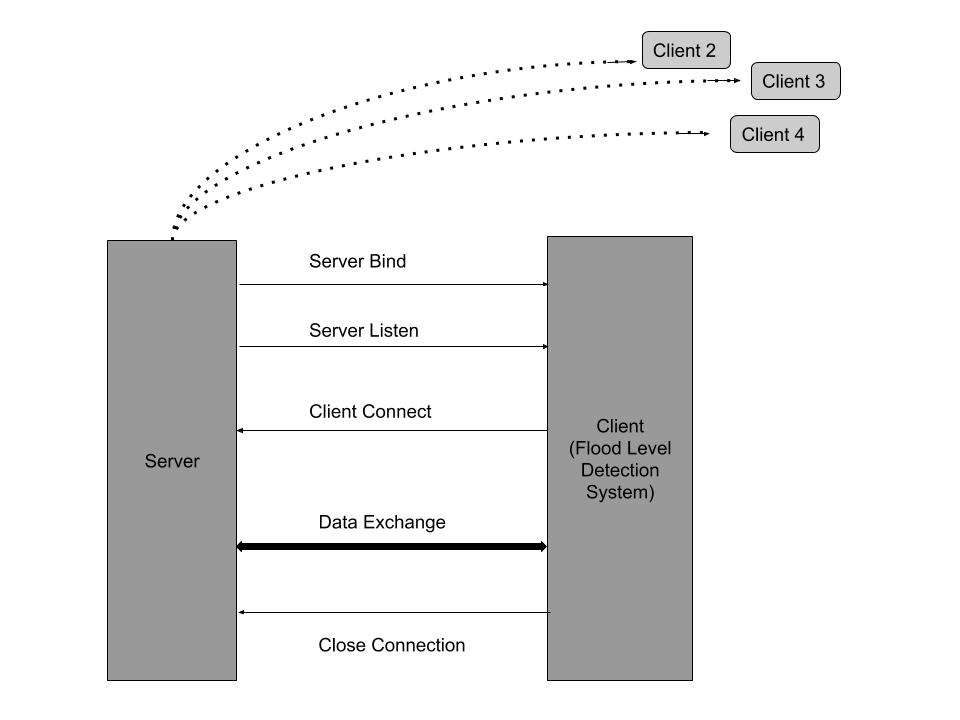 Client 2
Client 3
Client 4
Server Bind
Server Listen
Client Connect
Server
Client
(Flood Level
Detection
System)
Data Exchange
Close Connection